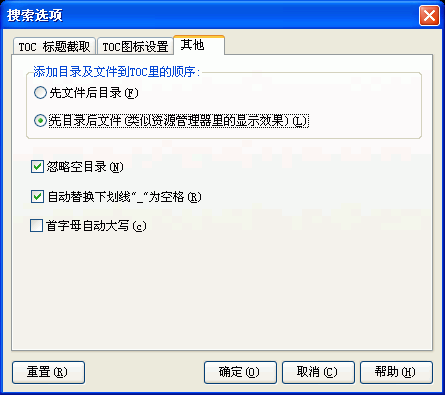 搜索选项
TOC 标题截取 TOC图标设置 其他
添加目录及文件到TOC里的顺序:
先文件后目录(F)
先目录后文件(类似资源管理器里的显示效果)(L)
忽略空目录(N)
自动替换下划线“_”为空格(R)
首字母自动大写(c)
重置(R) 确定(O) 取消(C) 帮助(H)